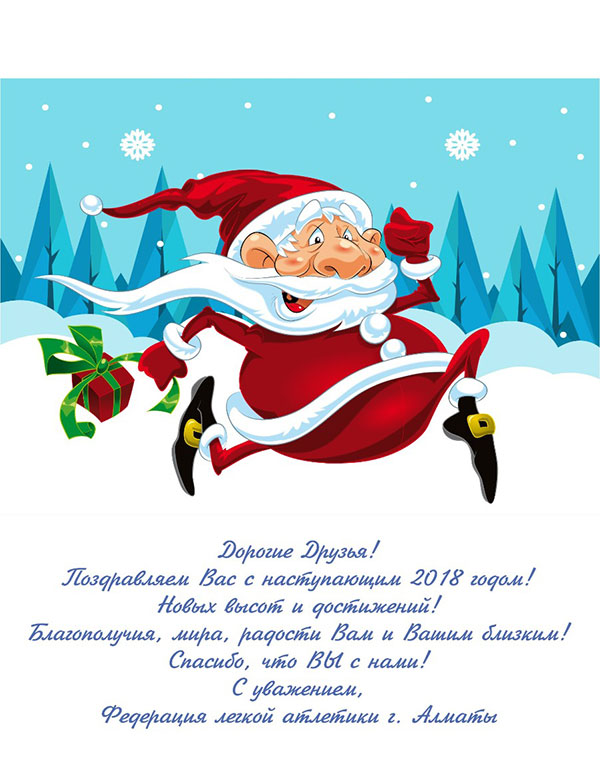 Дорогие Друзья!
Поздравляем Вас с наступающим 2018 годом!
Новых высот и достижений!
Благополучия, мира, радости Вам и Вашим близким!
Спасибо, что ВЫ с нами!
С уважением,
Федерация легкой атлетики г. Алматы